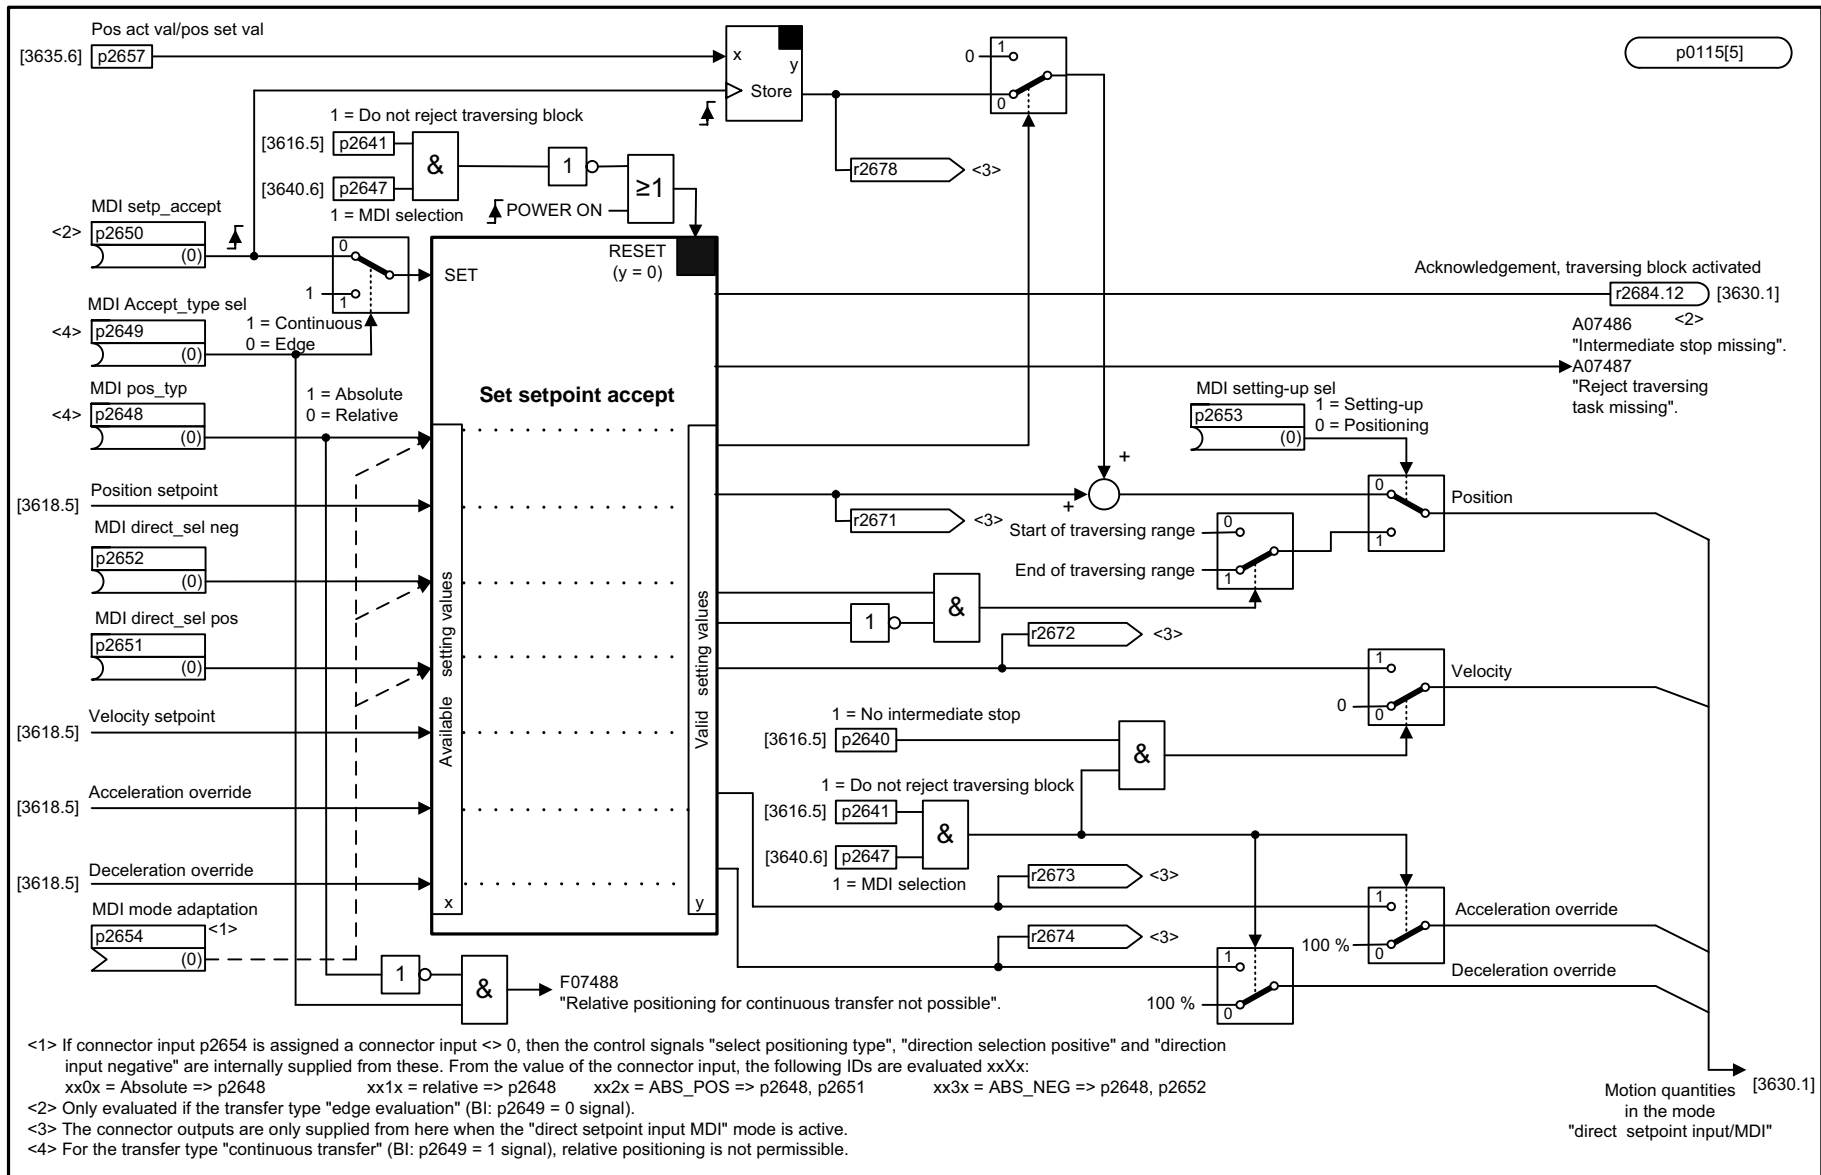 Pos act val/pos set val
[3635.6] p2657
x
y
Store
0
1
0
p0115[5]
1 = Do not reject traversing block
[3616.5] p2641
&
1
≥1
[3640.6] p2647
1 = MDI selection
POWER ON
r2678 <3>
MDI setp_accept
<2> p2650
(0)
0
1
1
SET
RESET
(y = 0)
MDI Accept_type sel
<4> p2649
(0)
1 = Continuous
0 = Edge
Acknowledgement, traversing block activated
r2684.12 [3630.1]
<2>
A07486
"Intermediate stop missing".
A07487
"Reject traversing
task missing".
MDI pos_typ
<4> p2648
(0)
1 = Absolute
0 = Relative
Set setpoint accept
MDI setting-up sel
p2653
(0)
1 = Setting-up
0 = Positioning
Position setpoint
[3618.5]
+
+
r2671 <3>
0
1
Position
Start of traversing range
0
End of traversing range
1
MDI direct_sel neg
p2652
(0)
&
1
MDI direct_sel pos
p2651
(0)
r2672 <3>
Available setting values
Valid setting values
Velocity setpoint
[3618.5]
1
0
0
Velocity
1 = No intermediate stop
[3616.5] p2640
&
1 = Do not reject traversing block
[3616.5] p2641
&
[3640.6] p2647
1 = MDI selection
Acceleration override
[3618.5]
Deceleration override
[3618.5]
x
y
r2673 <3>
1
100 %
0
Acceleration override
MDI mode adaptation
p2654
(0)
<1>
r2674 <3>
1
100 %
0
Deceleration override
1
&
F07488
"Relative positioning for continuous transfer not possible".
<1> If connector input p2654 is assigned a connector input <> 0, then the control signals "select positioning type", "direction selection positive" and "direction
input negative" are internally supplied from these. From the value of the connector input, the following IDs are evaluated xxXx:
xx0x = Absolute => p2648 xx1x = relative => p2648 xx2x = ABS_POS => p2648, p2651 xx3x = ABS_NEG => p2648, p2652
<2> Only evaluated if the transfer type "edge evaluation" (BI: p2649 = 0 signal).
<3> The connector outputs are only supplied from here when the "direct setpoint input MDI" mode is active.
<4> For the transfer type "continuous transfer" (BI: p2649 = 1 signal), relative positioning is not permissible.
[3630.1]
Motion quantities
in the mode
"direct setpoint input/MDI"